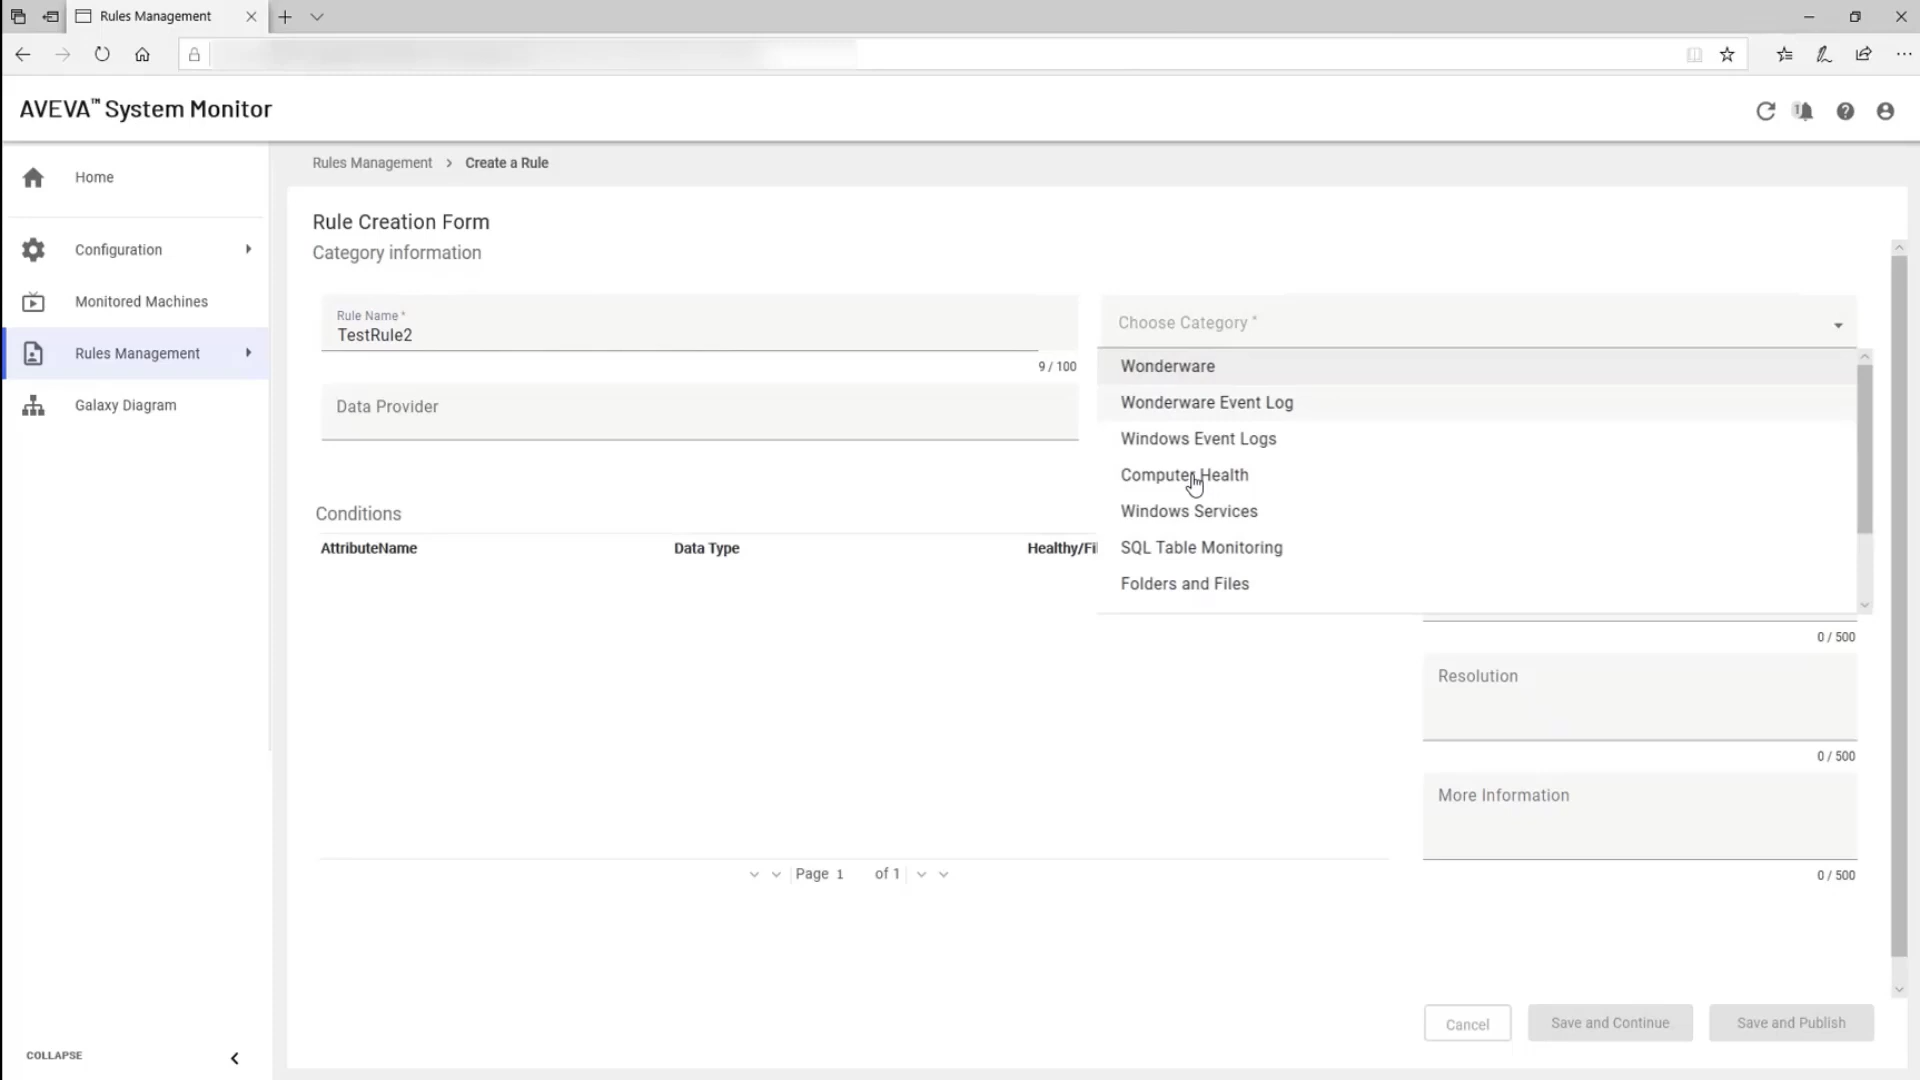 Rules Management
AVEVA™ System Monitor
1
Home
Configuration
Monitored Machines
Rules Management
Galaxy Diagram
COLLAPSE
Rules Management > Create a Rule
Rule Creation Form
Category information
Rule Name *
TestRule2
9 / 100
Data Provider
Choose Category *
Wonderware
Wonderware Event Log
Windows Event Logs
Computer Health
Windows Services
SQL Table Monitoring
Folders and Files
Conditions
AttributeName Data Type Healthy/Fi
0 / 500
Resolution
0 / 500
More Information
0 / 500
Page 1 of 1
Cancel Save and Continue Save and Publish